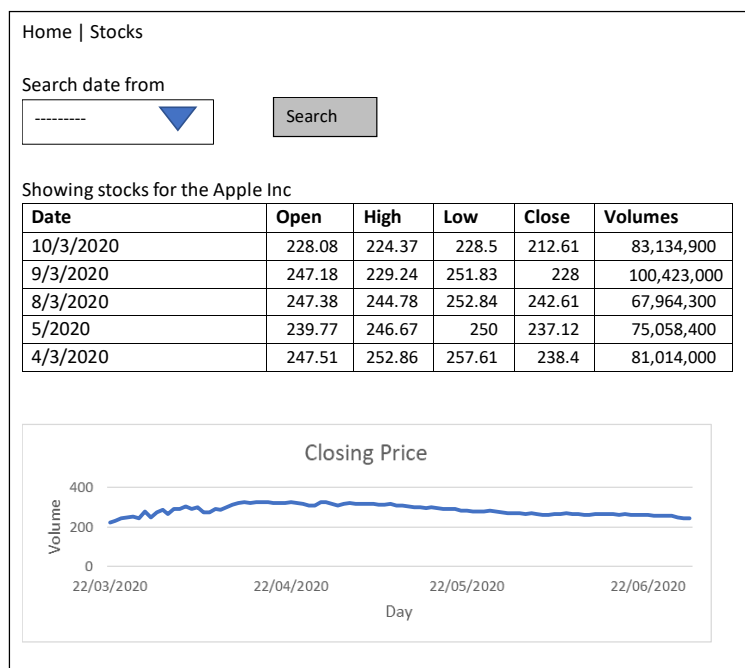 Home | Stocks
Search date from
---------
Search
Showing stocks for the Apple Inc
Date Open High Low Close Volumes
10/3/2020 228.08 224.37 228.5 212.61 83,134,900
9/3/2020 247.18 229.24 251.83 228 100,423,000
8/3/2020 247.38 244.78 252.84 242.61 67,964,300
5/2020 239.77 246.67 250 237.12 75,058,400
4/3/2020 247.51 252.86 257.61 238.4 81,014,000
Closing Price
Volume
400
200
0
22/03/2020 22/04/2020 22/05/2020 22/06/2020
Day